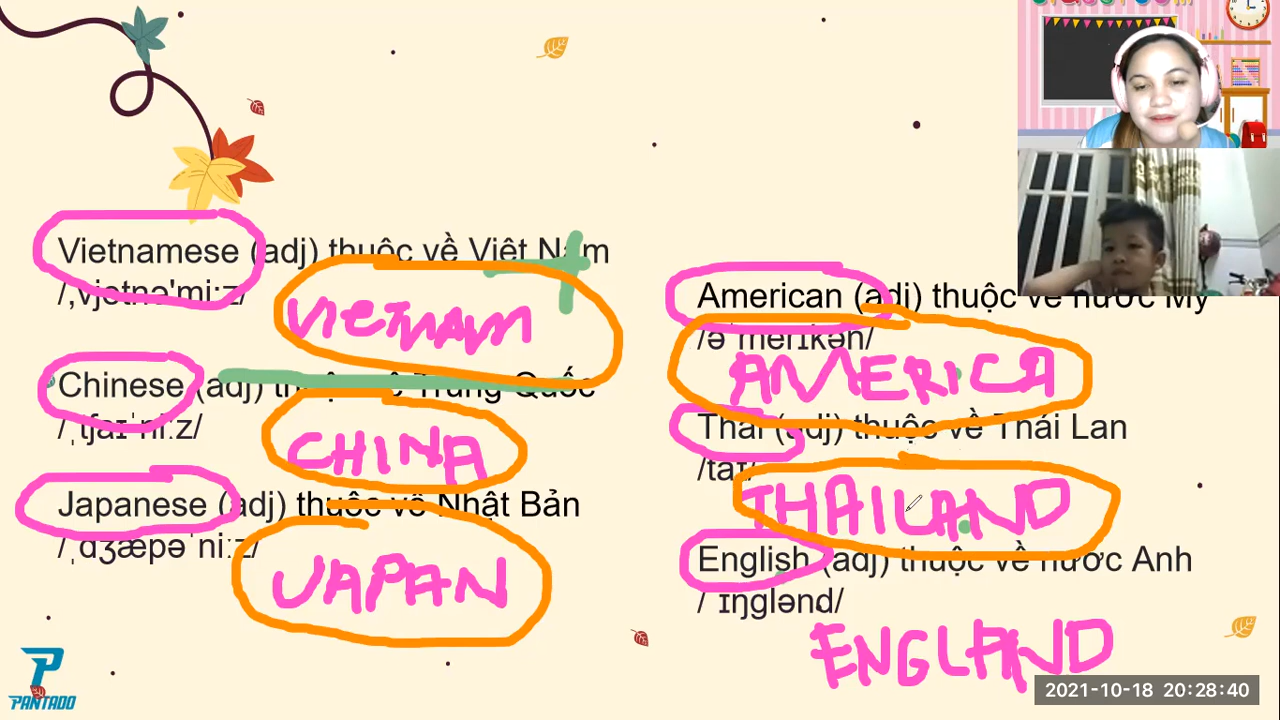 Vietnamese (adj) thuộc về Việt Nam
/ˌvjetnəˈmiːz/
VIETNAM
Chinese (adj) thuộc về Trung Quốc
/ˌtʃaɪˈniːz/
CHINA
Japanese (adj) thuộc về Nhật Bản
/ˌdʒæpəˈniːz/
JAPAN
American (adj) thuộc về nước Mỹ
/əˈmerɪkən/
AMERICA
Thai (adj) thuộc về Thái Lan
/taɪ/
THAILAND
English (adj) thuộc về nước Anh
/ˈɪŋglənd/
ENGLAND
PANTADO
2021-10-18 20:28:40